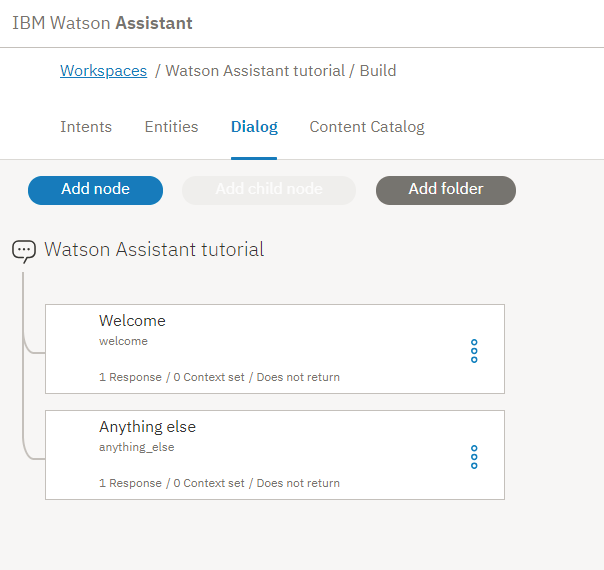 IBM Watson Assistant
Workspaces / Watson Assistant tutorial / Build
Intents Entities Dialog Content Catalog
Add node Add child node Add folder
Watson Assistant tutorial
Welcome
welcome
1 Response / 0 Context set / Does not return
Anything else
anything_else
1 Response / 0 Context set / Does not return